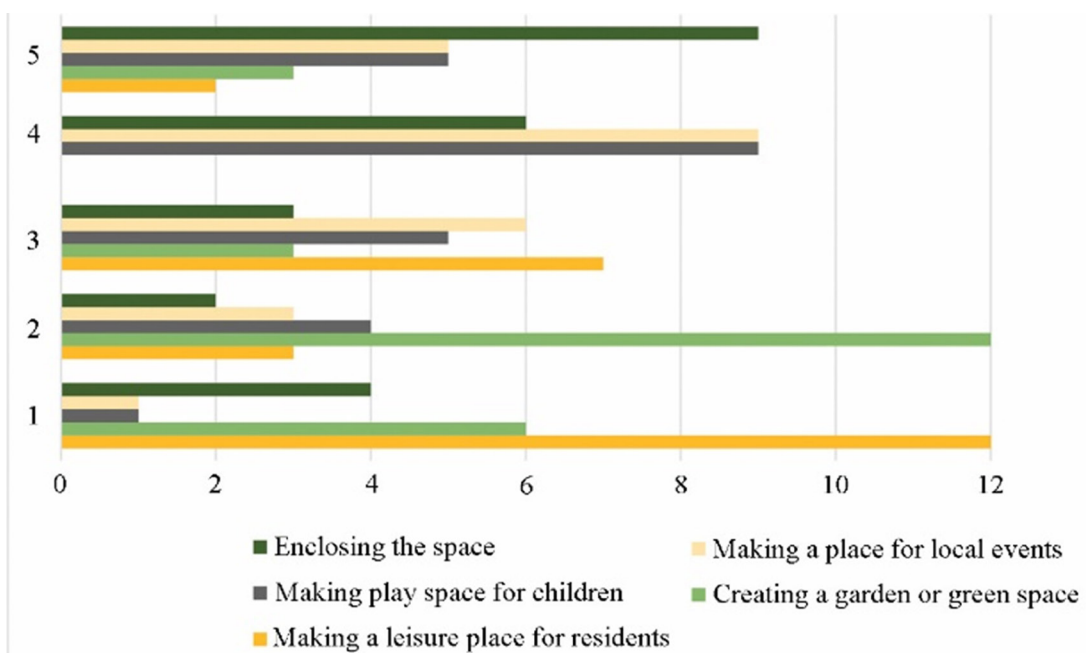 5
4
3
2
1
0 2 4 6 8 10 12
Enclosing the space
Making a place for local events
Making play space for children
Creating a garden or green space
Making a leisure place for residents